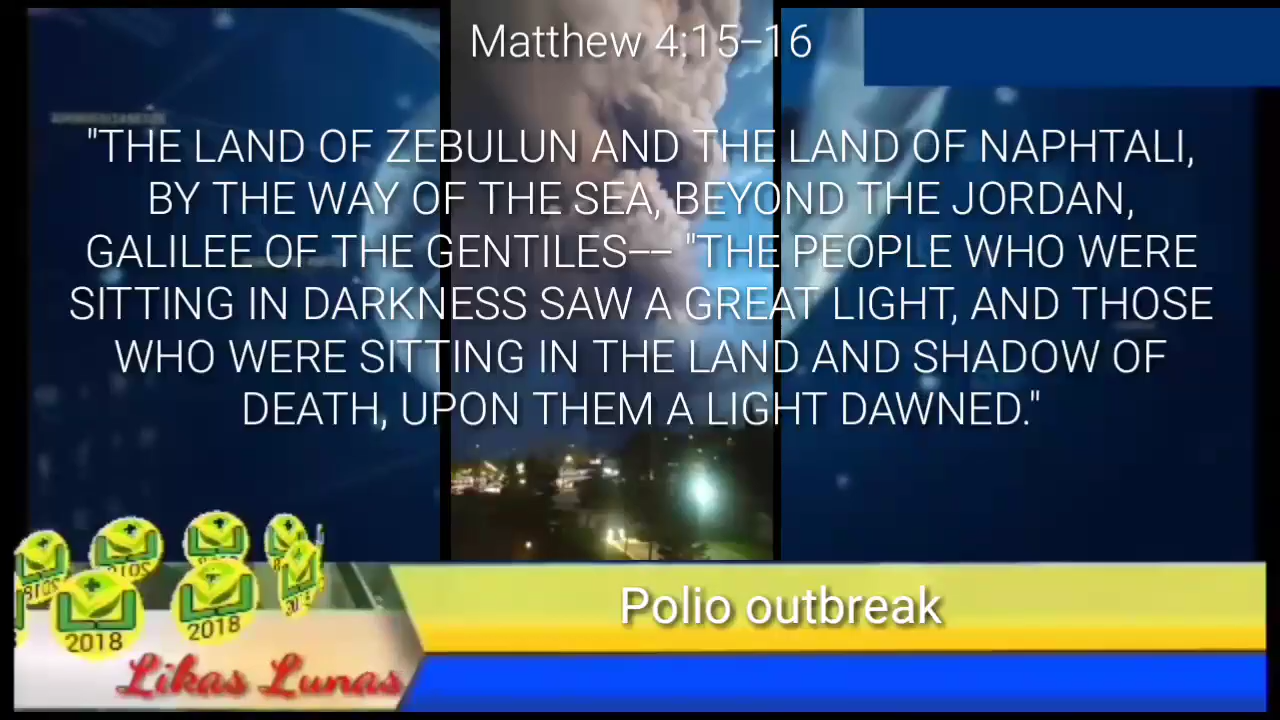 Matthew 4:15–16
"THE LAND OF ZEBULUN AND THE LAND OF NAPHTALI,
BY THE WAY OF THE SEA, BEYOND THE JORDAN,
GALILEE OF THE GENTILES–– "THE PEOPLE WHO WERE
SITTING IN DARKNESS SAW A GREAT LIGHT, AND THOSE
WHO WERE SITTING IN THE LAND AND SHADOW OF
DEATH, UPON THEM A LIGHT DAWNED."
2018
2018
Polio outbreak
Likas Lunas